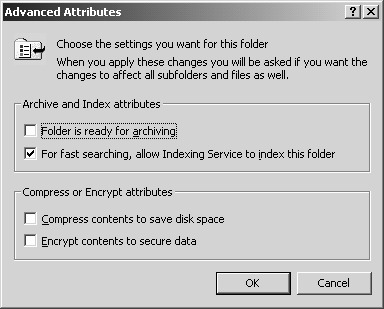 Advanced Attributes
Choose the settings you want for this folder
When you apply these changes you will be asked if you want the
changes to affect all subfolders and files as well.
Archive and Index attributes
Folder is ready for archiving
For fast searching, allow Indexing Service to index this folder
Compress or Encrypt attributes
Compress contents to save disk space
Encrypt contents to secure data
OK
Cancel